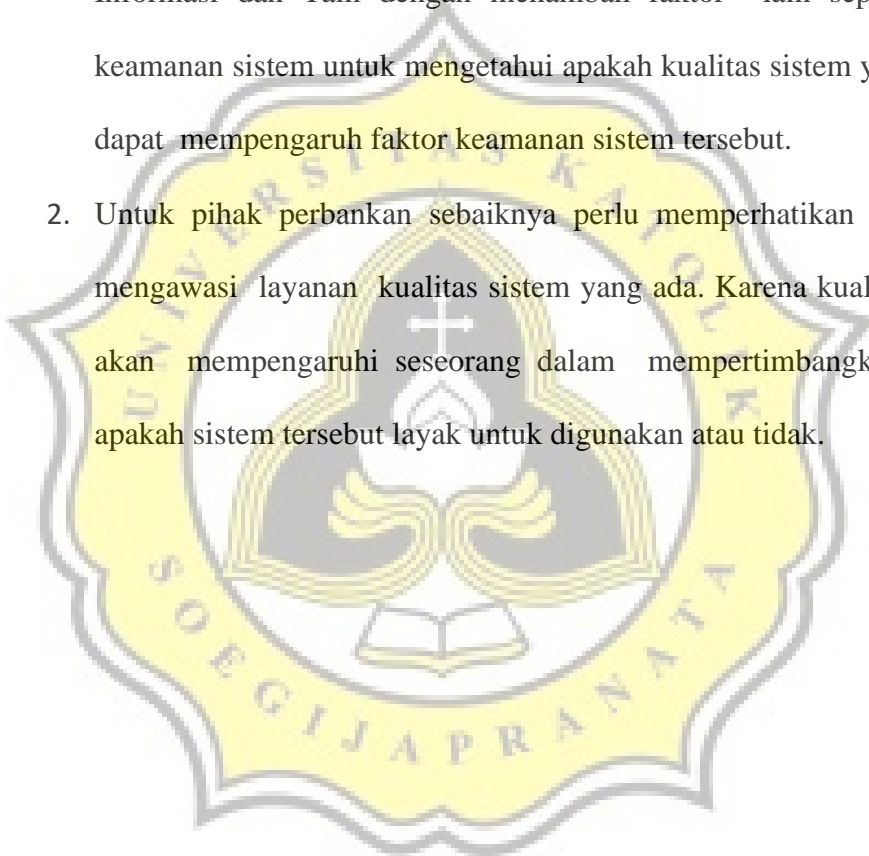 keamanan sistem untuk mengetahui apakah kualitas sistem
dapat mempengaruh faktor keamanan sistem tersebut.
2. Untuk pihak perbankan sebaiknya perlu memperhatikan
mengawasi layanan kualitas sistem yang ada. Karena
akan mempengaruhi seseorang dalam
apakah sistem tersebut layak untuk digunakan atau tidak.
UNIVERSITAS KATOLIK
SOEGIJAPRANATA